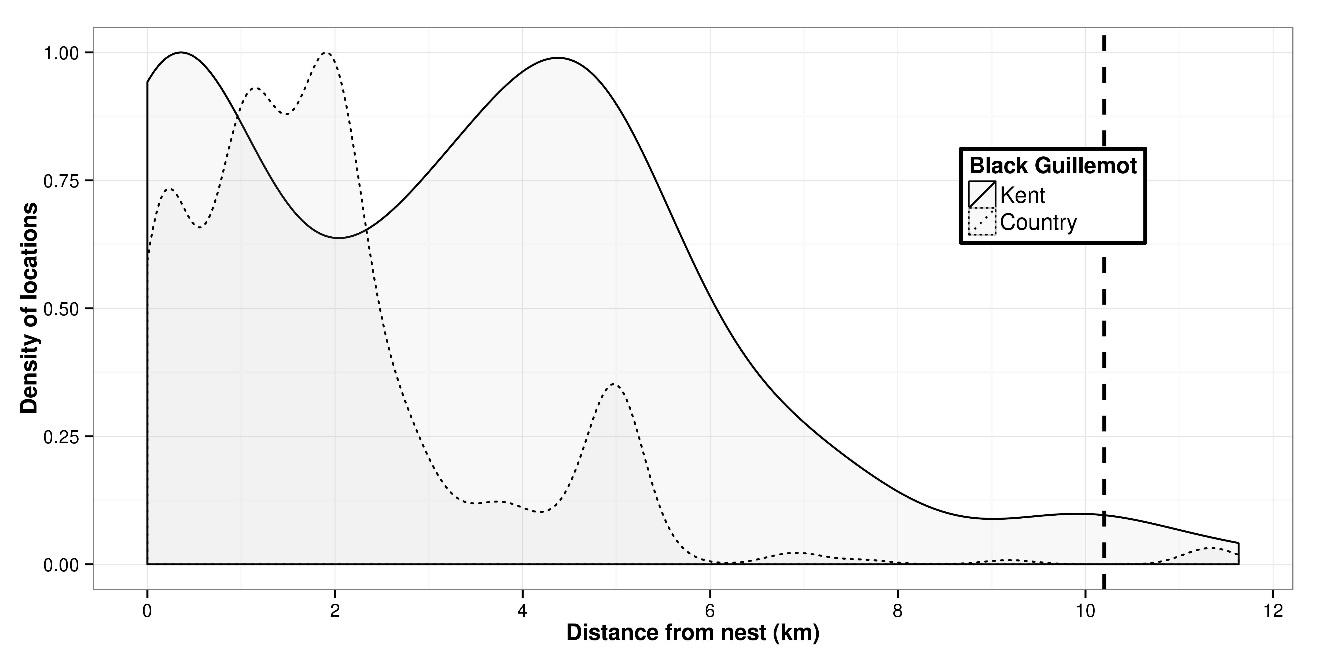 1.00
0.75
0.50
0.25
0.00
Density of locations
Black Guillemot
Kent
Country
0 2 4 6 8 10 12
Distance from nest (km)